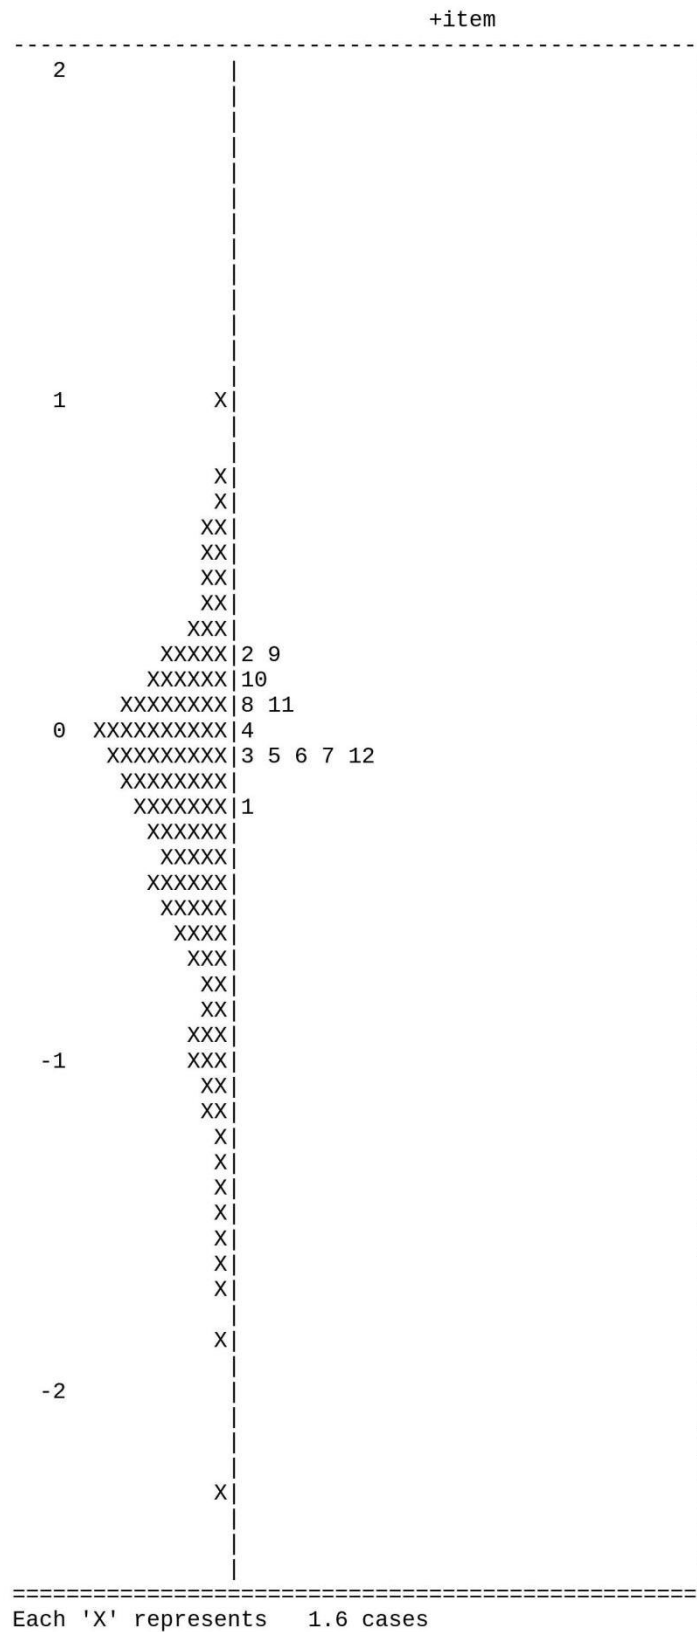 +item
------------------------------------------------------
2 |
|
|
|
|
|
|
|
|
|
|
|
|
1 X|
|
|
X|
X|
XX|
XX|
XX|
XX|
XXX|
XXXXX|2 9
XXXXXX|10
XXXXXXXX|8 11
0 XXXXXXXXXX|4
XXXXXXXXX|3 5 6 7 12
XXXXXXXX|
XXXXXXX|1
XXXXXX|
XXXXX|
XXXXXX|
XXXXX|
XXXX|
XXX|
XX|
XX|
XXX|
-1 XXX|
XX|
XX|
X|
X|
X|
X|
X|
X|
X|
|
X|
|
-2 |
|
|
|
X|
|
|
|
======================================================
Each 'X' represents 1.6 cases